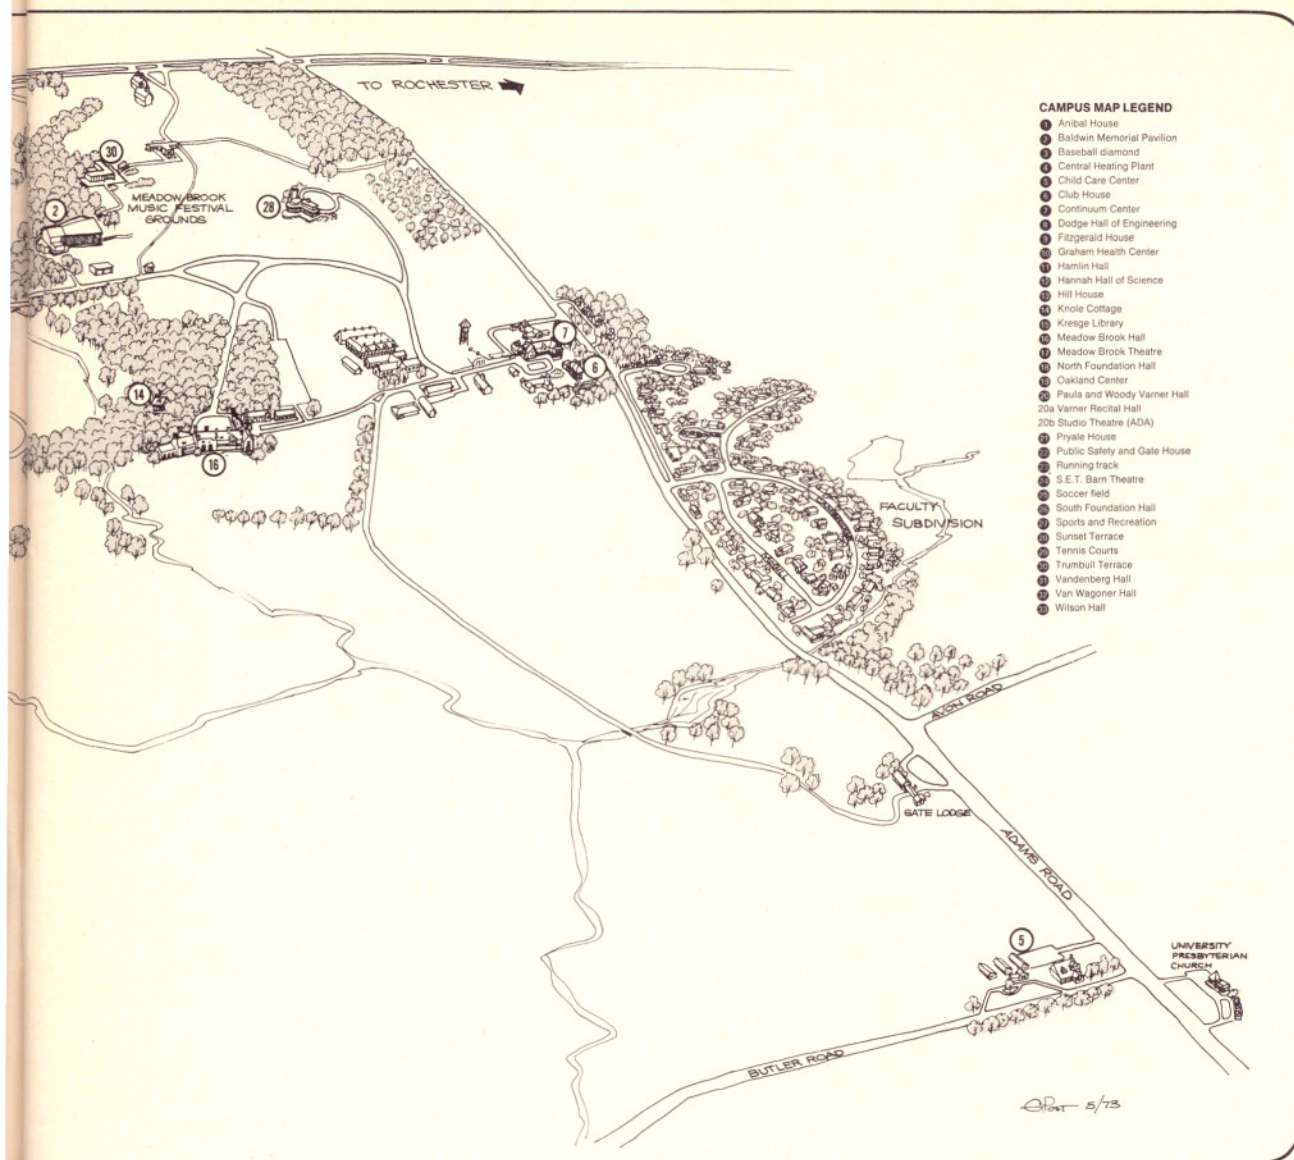 TO ROCHESTER
30
MEADOW BROOK
MUSIC FESTIVAL
GROUNDS
2
28
7
6
14
16
FACULTY
SUBDIVISION
AVON ROAD
GATE LODGE
ADAMS ROAD
5
UNIVERSITY
PRESBYTERIAN
CHURCH
BUTLER ROAD
5/73
CAMPUS MAP LEGEND
1 Anibal House
2 Baldwin Memorial Pavilion
3 Baseball diamond
4 Central Heating Plant
5 Child Care Center
6 Club House
7 Continuum Center
8 Dodge Hall of Engineering
9 Fitzgerald House
10 Graham Health Center
11 Hamlin Hall
12 Hannah Hall of Science
13 Hill House
14 Knole Cottage
15 Kresge Library
16 Meadow Brook Hall
17 Meadow Brook Theatre
18 North Foundation Hall
19 Oakland Center
20 Paula and Woody Varner Hall
20a Varner Recital Hall
20b Studio Theatre (ADA)
21 Pryale House
22 Public Safety and Gate House
23 Running track
24 S.E.T. Barn Theatre
25 Soccer field
26 South Foundation Hall
27 Sports and Recreation
28 Sunset Terrace
29 Tennis Courts
30 Trumbull Terrace
31 Vandenberg Hall
32 Van Wagoner Hall
33 Wilson Hall